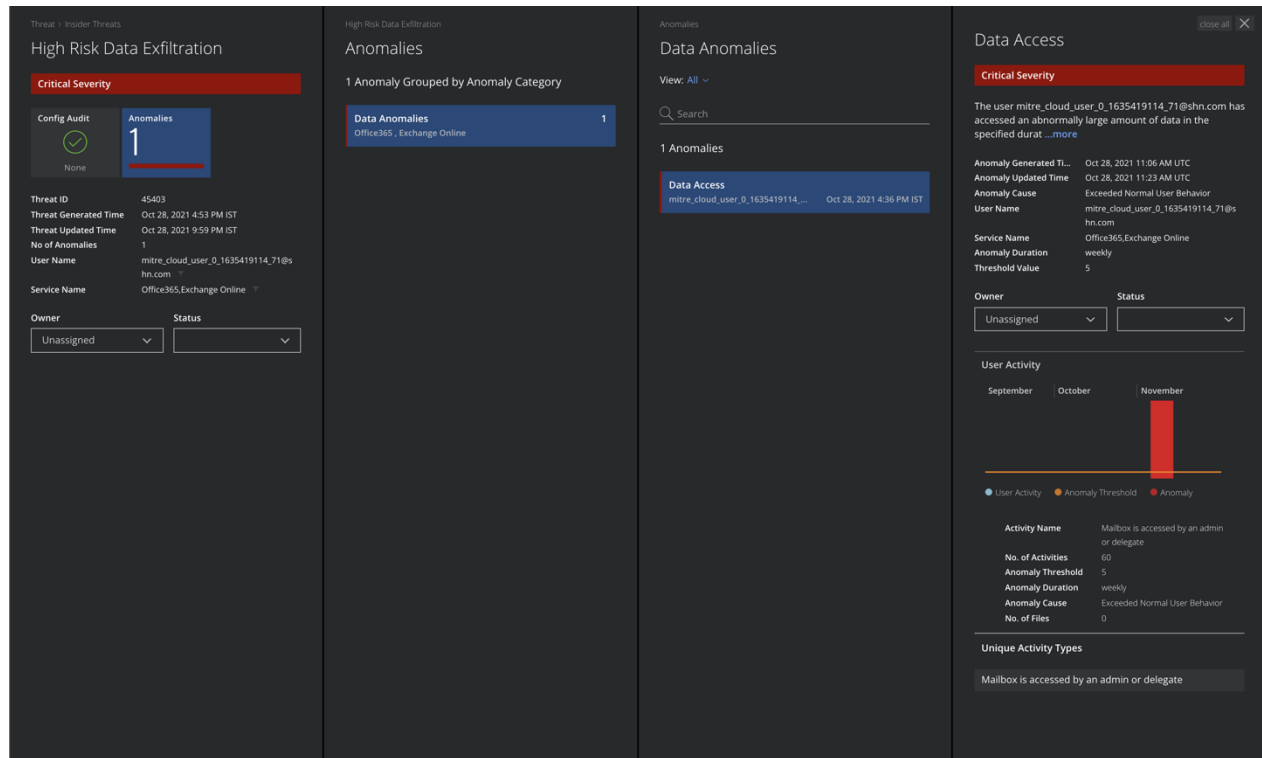 Threat > Insider Threats
High Risk Data Exfiltration
Critical Severity
Config Audit
None
Anomalies
1
Threat ID 45403
Threat Generated Time Oct 28, 2021 4:53 PM IST
Threat Updated Time Oct 28, 2021 9:59 PM IST
No of Anomalies 1
User Name mitre_cloud_user_0_1635419114_71@s
hn.com
Service Name Office365,Exchange Online
Owner Status
Unassigned
High Risk Data Exfiltration
Anomalies
1 Anomaly Grouped by Anomaly Category
Data Anomalies 1
Office365 , Exchange Online
Anomalies
Data Anomalies
View: All
Search
1 Anomalies
Data Access
mitre_cloud_user_0_1635419114_... Oct 28, 2021 4:36 PM IST
close all
Data Access
Critical Severity
The user mitre_cloud_user_0_1635419114_71@shn.com has
accessed an abnormally large amount of data in the
specified durat ...more
Anomaly Generated Ti... Oct 28, 2021 11:06 AM UTC
Anomaly Updated Time Oct 28, 2021 11:23 AM UTC
Anomaly Cause Exceeded Normal User Behavior
User Name mitre_cloud_user_0_1635419114_71@s
hn.com
Service Name Office365,Exchange Online
Anomaly Duration weekly
Threshold Value 5
Owner Status
Unassigned
User Activity
September October November
User Activity Anomaly Threshold Anomaly
Activity Name Mailbox is accessed by an admin
or delegate
No. of Activities 60
Anomaly Threshold 5
Anomaly Duration weekly
Anomaly Cause Exceeded Normal User Behavior
No. of Files 0
Unique Activity Types
Mailbox is accessed by an admin or delegate